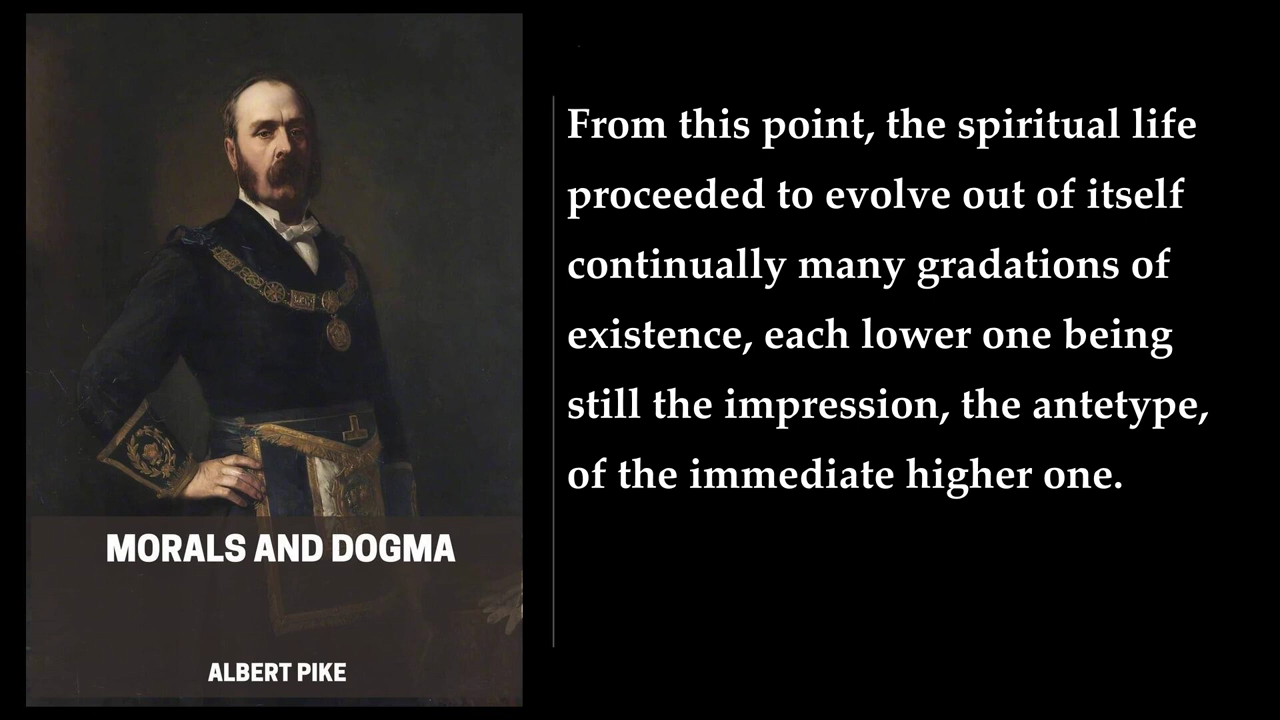 MORALS AND DOGMA
ALBERT PIKE
From this point, the spiritual life
proceeded to evolve out of itself
continually many gradations of
existence, each lower one being
still the impression, the antetype,
of the immediate higher one.